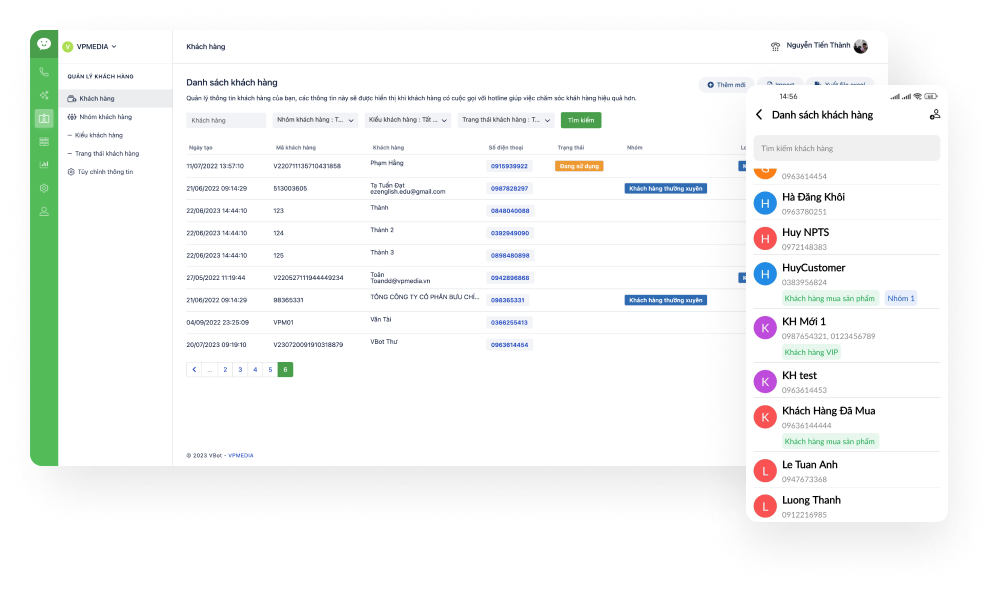 V VPMEDIA
QUẢN LÝ KHÁCH HÀNG
Khách hàng
Nhóm khách hàng
Kiểu khách hàng
Trạng thái khách hàng
Tùy chỉnh thông tin
Khách hàng
Nguyễn Tiến Thành
Danh sách khách hàng
Thêm mới
Quản lý thông tin khách hàng của bạn, các thông tin này sẽ được hiển thị khi khách hàng có cuộc gọi với hotline giúp việc chăm sóc khách hàng hiệu quả hơn.
Khách hàng
Nhóm khách hàng : T...
Kiểu khách hàng : Tất ...
Trạng thái khách hàng : T...
Tìm kiếm
Ngày tạo Mã khách hàng Khách hàng Số điện thoại Trạng thái Nhóm
11/07/2022 13:57:10 V220711135710431858 Phạm Hằng 0915939922 Đang sử dụng
21/06/2022 09:14:29 513003605 Tạ Tuấn Đạt 0987828297 Khách hàng thường xuyên
ezenglish.edu@gmail.com
22/06/2023 14:44:10 123 Thành 0848040088
22/06/2023 14:44:10 124 Thành 2 0392949090
22/06/2023 14:44:10 125 Thành 3 0898480898
27/05/2022 11:19:44 V220527111944449234 Toàn 0942896868
Toandd@vpmedia.vn
21/06/2022 09:14:29 98365331 TỔNG CÔNG TY CỔ PHẦN BƯU CHÍ... 098365331 Khách hàng thường xuyên
04/09/2022 23:25:09 VPM01 Văn Tài 0366255413
20/07/2023 09:19:10 V230720091910318879 VBot Thư 0963614454
... 2 3 4 5 6
© 2023 VBot - VPMEDIA
14:56
Danh sách khách hàng
Tìm kiếm khách hàng
0963614454
H Hà Đăng Khôi
0963780251
H Huy NPTS
0972148383
H HuyCustomer
0383956824
Khách hàng mua sản phẩm Nhóm 1
K KH Mới 1
0987654321, 0123456789
Khách hàng VIP
K KH test
0963614453
K Khách Hàng Đã Mua
09636144444
Khách hàng mua sản phẩm
L Le Tuan Anh
0947673368
L Luong Thanh
0912216985